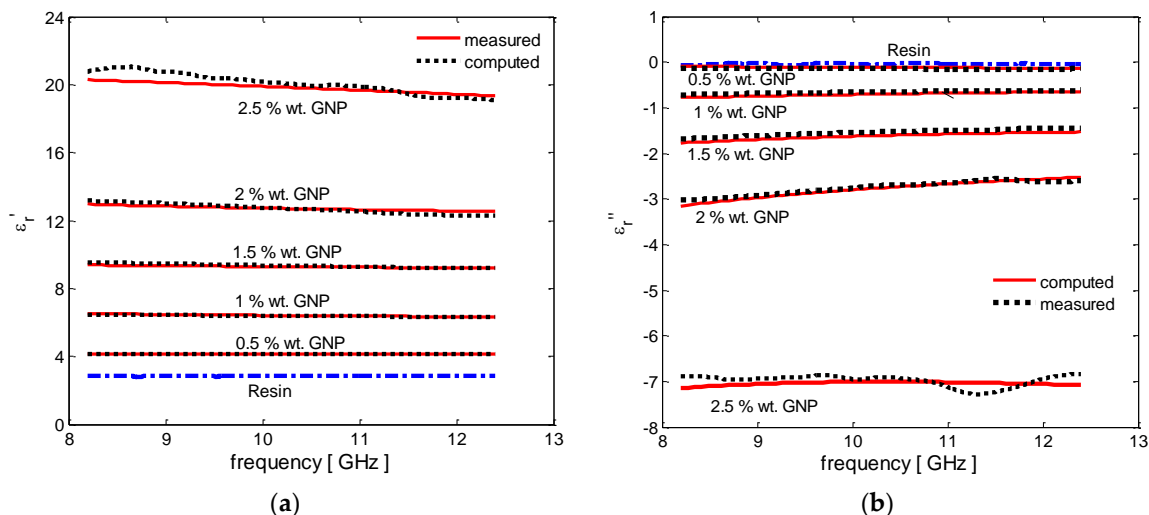 24
20
16
12
8
4
0
εr'
measured
computed
2.5 % wt. GNP
2 % wt. GNP
1.5 % wt. GNP
1 % wt. GNP
0.5 % wt. GNP
Resin
8 9 10 11 12 13
frequency [ GHz ]
(a)
1
0
-1
-2
-3
-4
-5
-6
-7
-8
εr''
Resin
0.5 % wt. GNP
1 % wt. GNP
1.5 % wt. GNP
2 % wt. GNP
computed
measured
2.5 % wt. GNP
8 9 10 11 12 13
frequency [ GHz ]
(b)